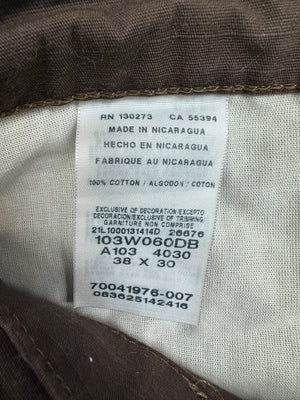 RN 130273 CA 55394
MADE IN NICARAGUA
HECHO EN NICARAGUA
FABRIQUE AU NICARAGUA
100% COTTON / ALGODON / COTON
EXCLUSIVE OF DECORATION/EXCEPTO
DECORACION/EXCLUSIVE OF TRIMING/
GARNITURE NON COMPRISE
21L1000131414D 26676
103W060DB
A103 4030
38 X 30
70041976-007
083625142416